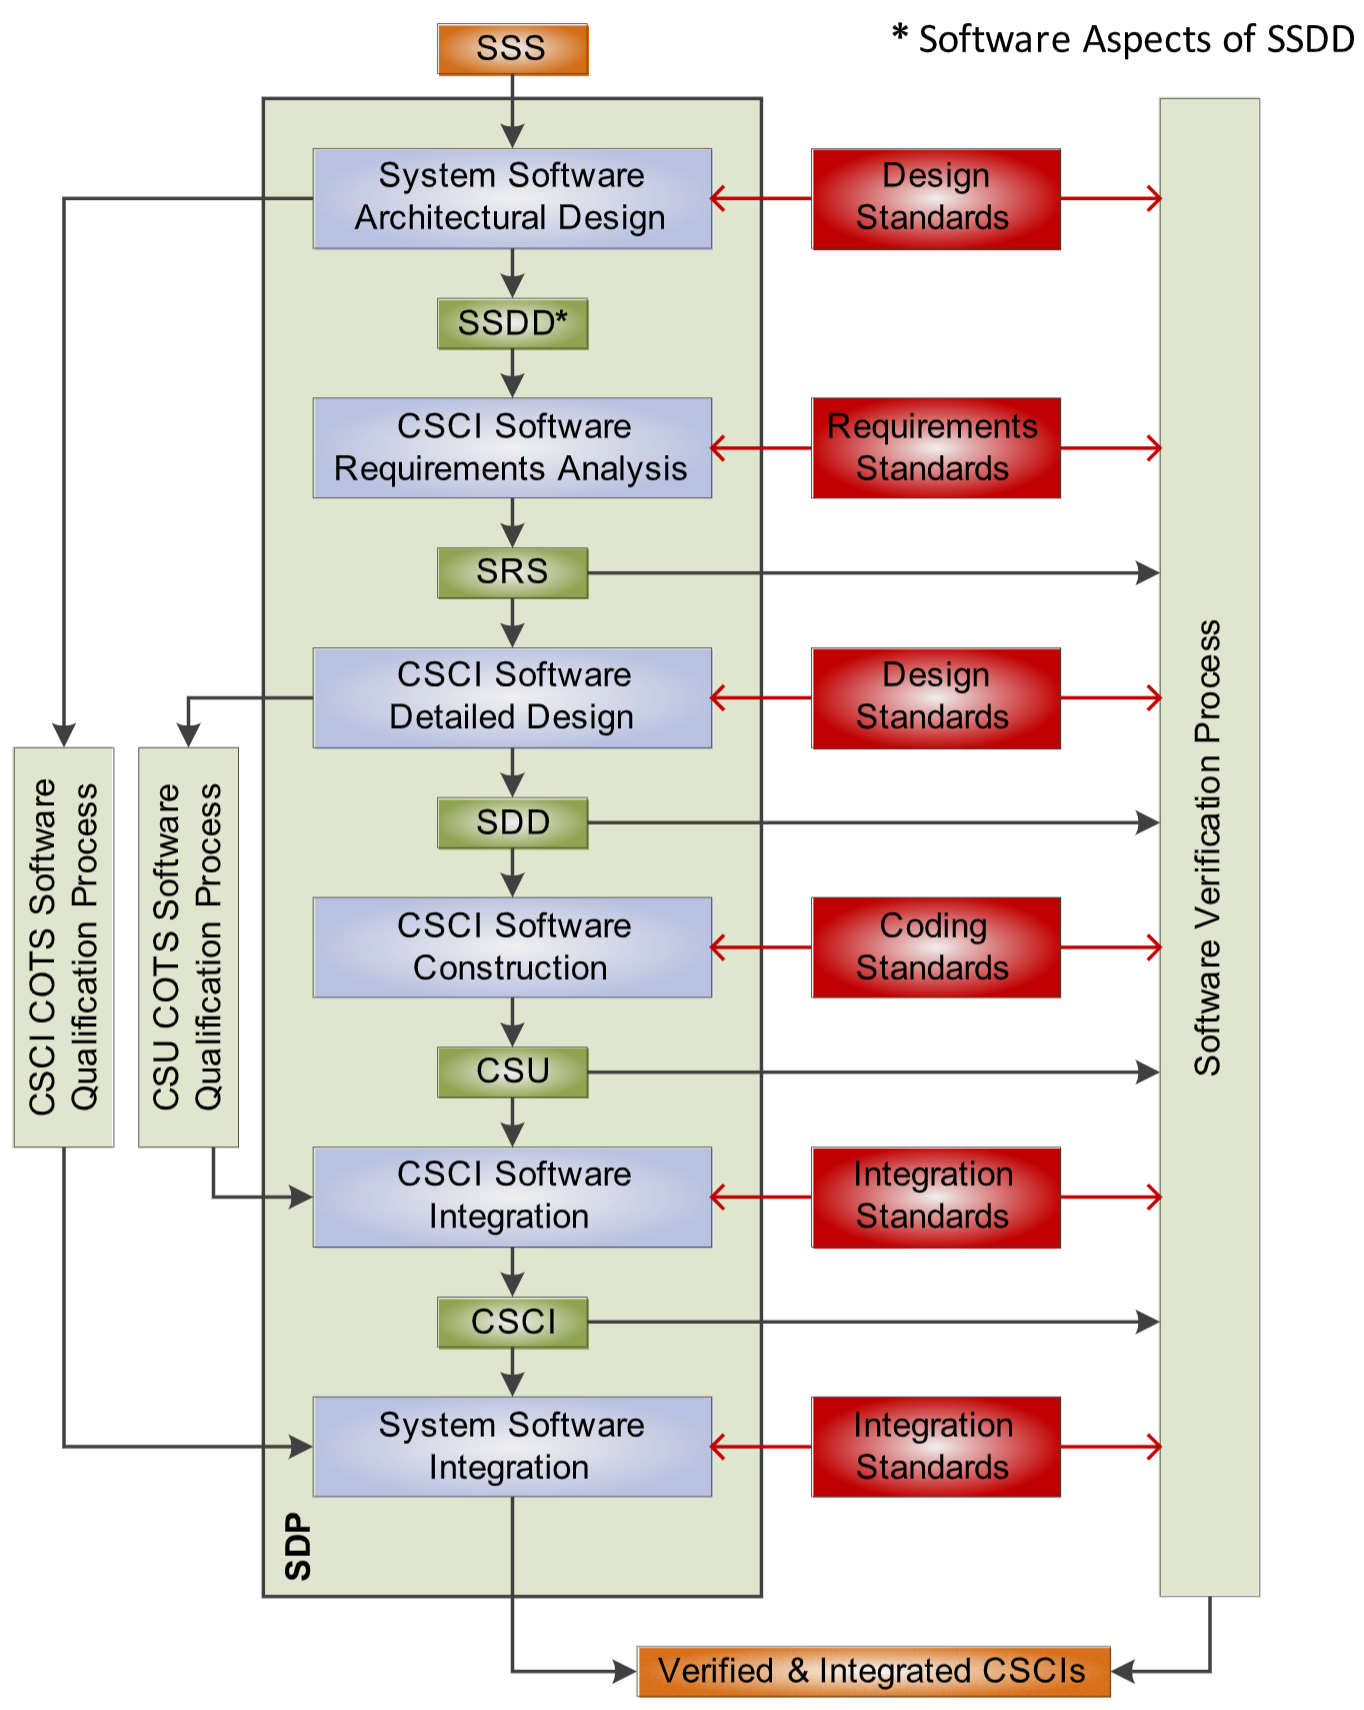 SSS
* Software Aspects of SSDD
System Software
Architectural Design
Design
Standards
SSDD*
CSCI Software
Requirements Analysis
Requirements
Standards
SRS
CSCI Software
Detailed Design
Design
Standards
SDD
CSCI Software
Construction
Coding
Standards
CSU
CSCI Software
Integration
Integration
Standards
CSCI
System Software
Integration
Integration
Standards
SDP
CSCI COTS Software
Qualification Process
CSU COTS Software
Qualification Process
Software Verification Process
Verified & Integrated CSCIs